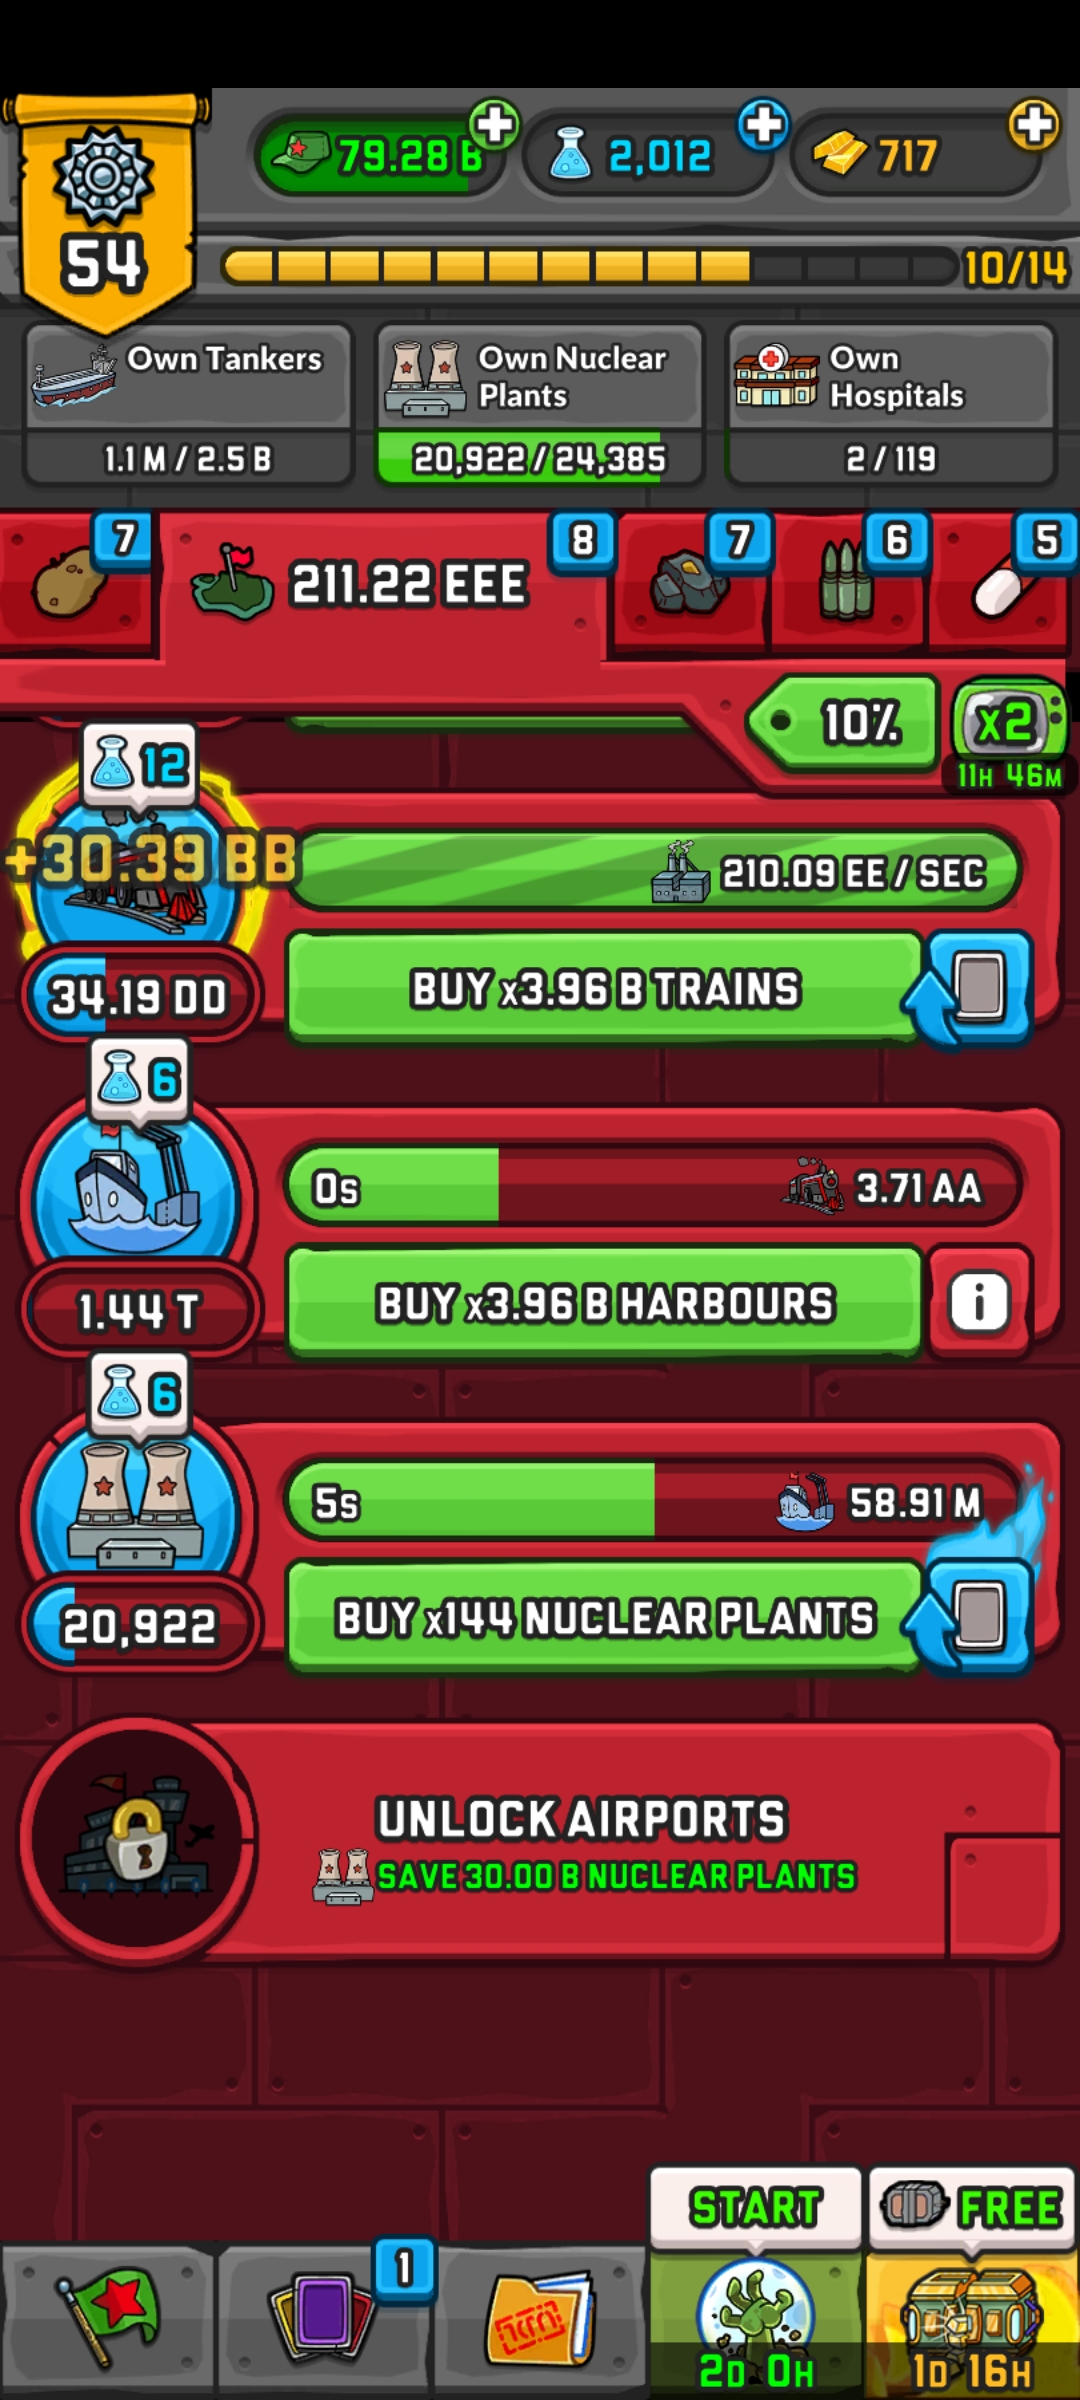 79.28 B
2,012
717
54
10/14
Own Tankers
1.1 M / 2.5 B
Own Nuclear
Plants
20,922 / 24,385
Own
Hospitals
2 / 119
7
211.22 EEE
8
7
6
5
10%
x2
11H 46M
12
+30.39 BB
210.09 EE / SEC
34.19 DD
BUY x3.96 B TRAINS
6
0s
3.71 AA
1.44 T
BUY x3.96 B HARBOURS
i
6
5s
58.91 M
20,922
BUY x144 NUCLEAR PLANTS
UNLOCK AIRPORTS
SAVE 30.00 B NUCLEAR PLANTS
START
FREE
1
2D 0H
1D 16H